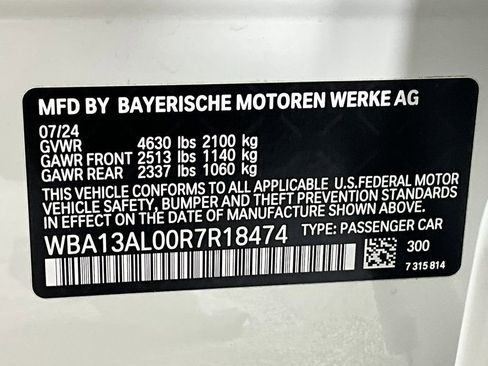 MFD BY BAYERISCHE MOTOREN WERKE AG
07/24
GVWR 4630 lbs 2100 kg
GAWR FRONT 2513 lbs 1140 kg
GAWR REAR 2337 lbs 1060 kg
THIS VEHICLE CONFORMS TO ALL APPLICABLE U.S.FEDERAL MOTOR
VEHICLE SAFETY, BUMPER AND THEFT PREVENTION STANDARDS
IN EFFECT ON THE DATE OF MANUFACTURE SHOWN ABOVE.
WBA13AL00R7R18474 TYPE: PASSENGER CAR
300
7 315 814